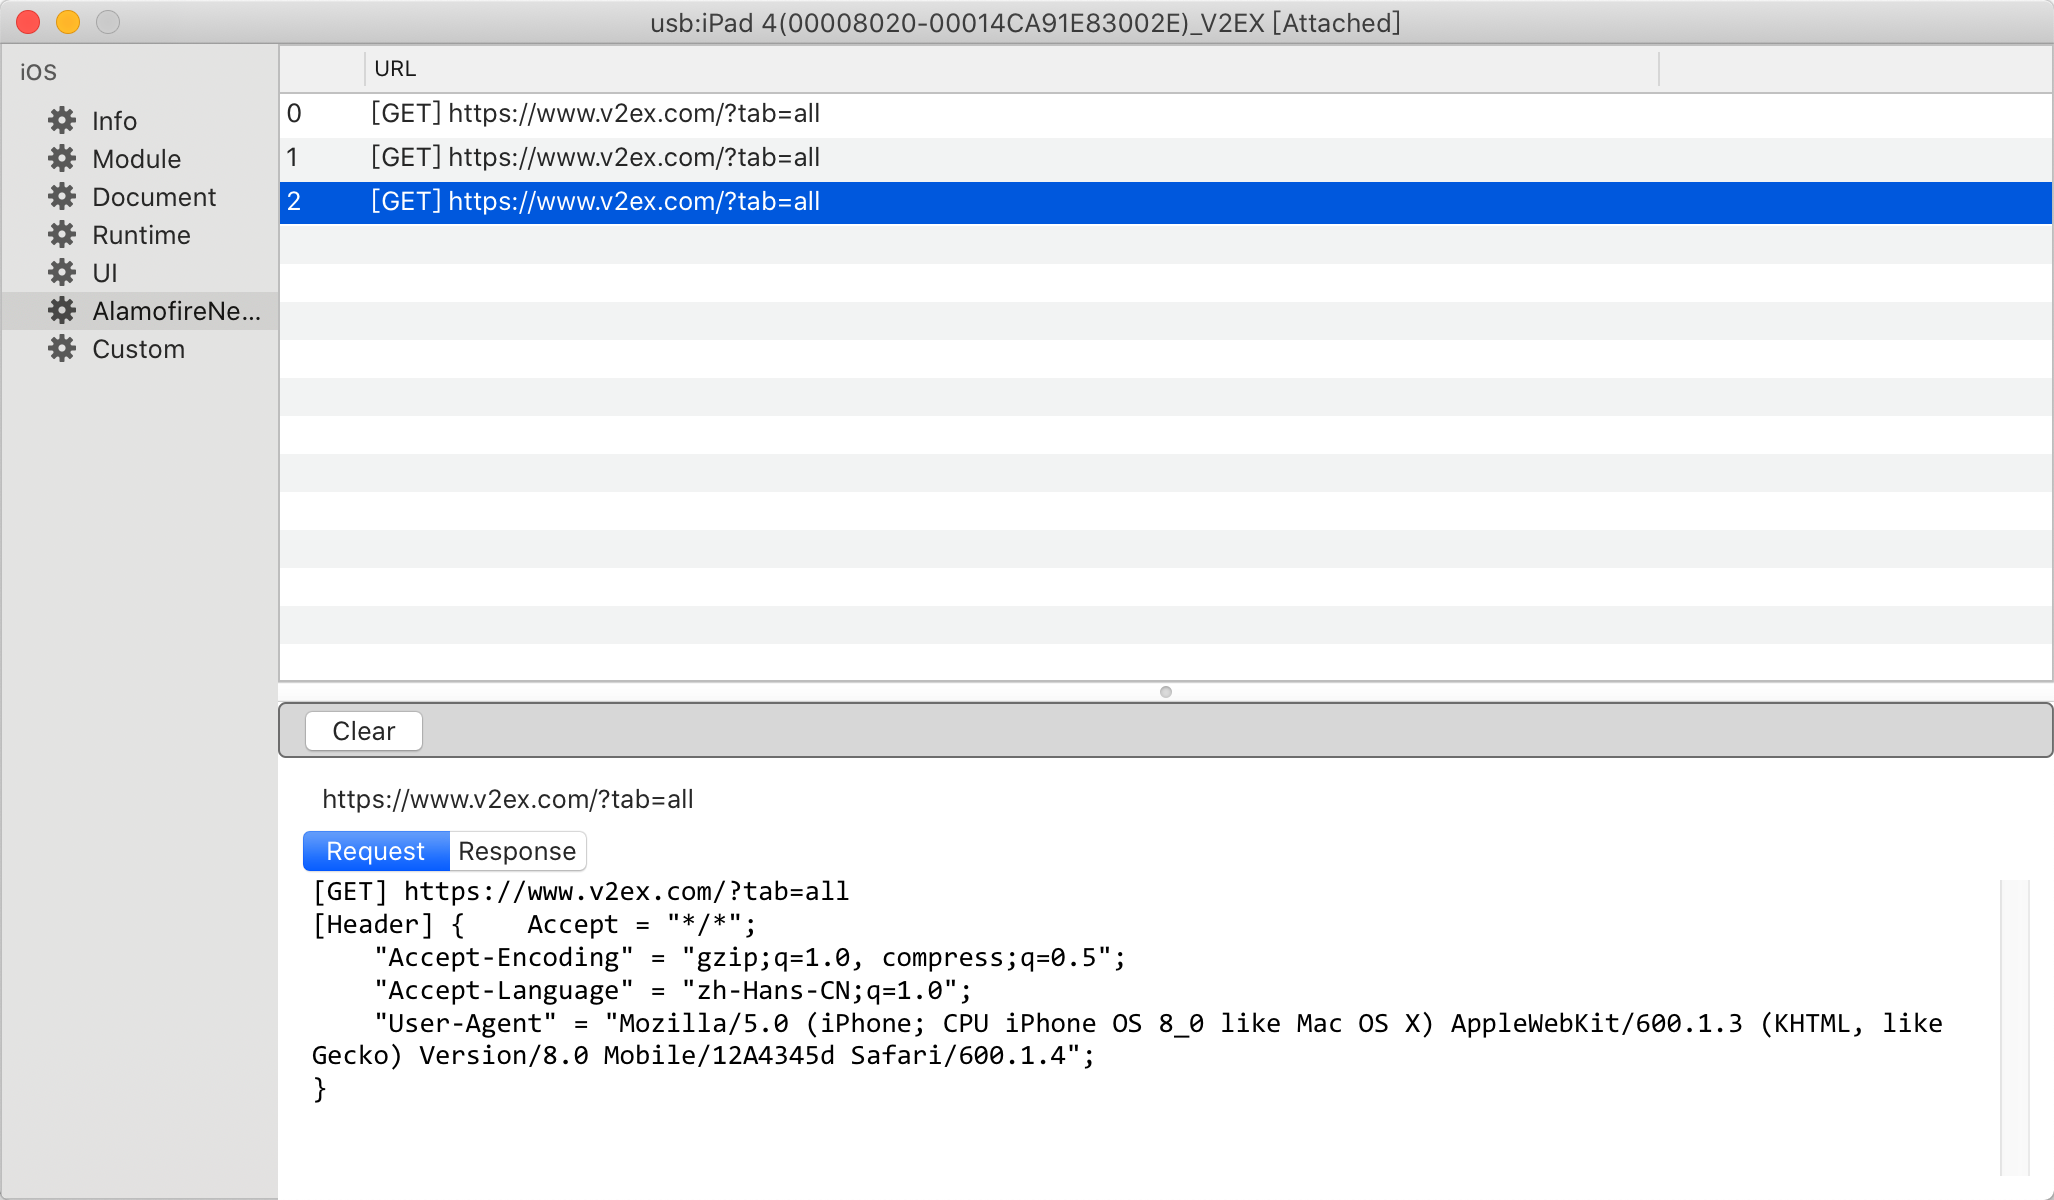 usb:iPad 4(00008020-00014CA91E83002E)_V2EX [Attached]
iOS
Info
Module
Document
Runtime
UI
AlamofireNe...
Custom
URL
0 [GET] https://www.v2ex.com/?tab=all
1 [GET] https://www.v2ex.com/?tab=all
2 [GET] https://www.v2ex.com/?tab=all
Clear
https://www.v2ex.com/?tab=all
Request Response
[GET] https://www.v2ex.com/?tab=all
[Header] {    Accept = "*/*";
    "Accept-Encoding" = "gzip;q=1.0, compress;q=0.5";
    "Accept-Language" = "zh-Hans-CN;q=1.0";
    "User-Agent" = "Mozilla/5.0 (iPhone; CPU iPhone OS 8_0 like Mac OS X) AppleWebKit/600.1.3 (KHTML, like
Gecko) Version/8.0 Mobile/12A4345d Safari/600.1.4";
}